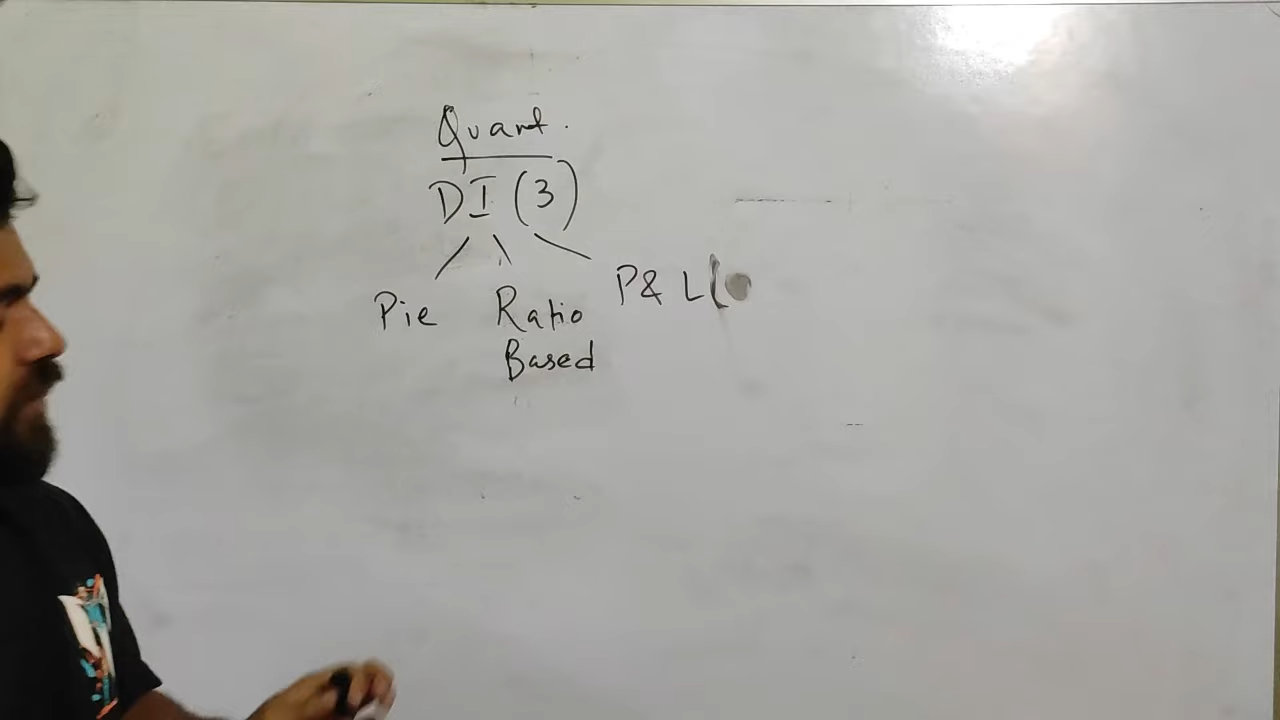 Quant.
DI (3)
Pie Ratio P& L (
Based